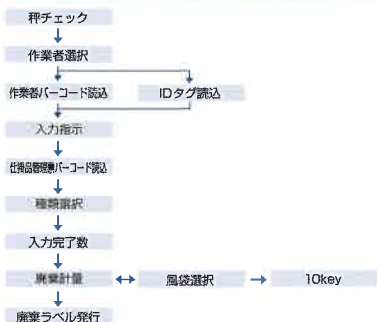 秤チェック
作業者選択
作業者バーコード読込 IDタグ読込
入力指示
仕掛品管理票バーコード読込
種類選択
入力完了数
廃棄計量 風袋選択 10key
廃棄ラベル発行